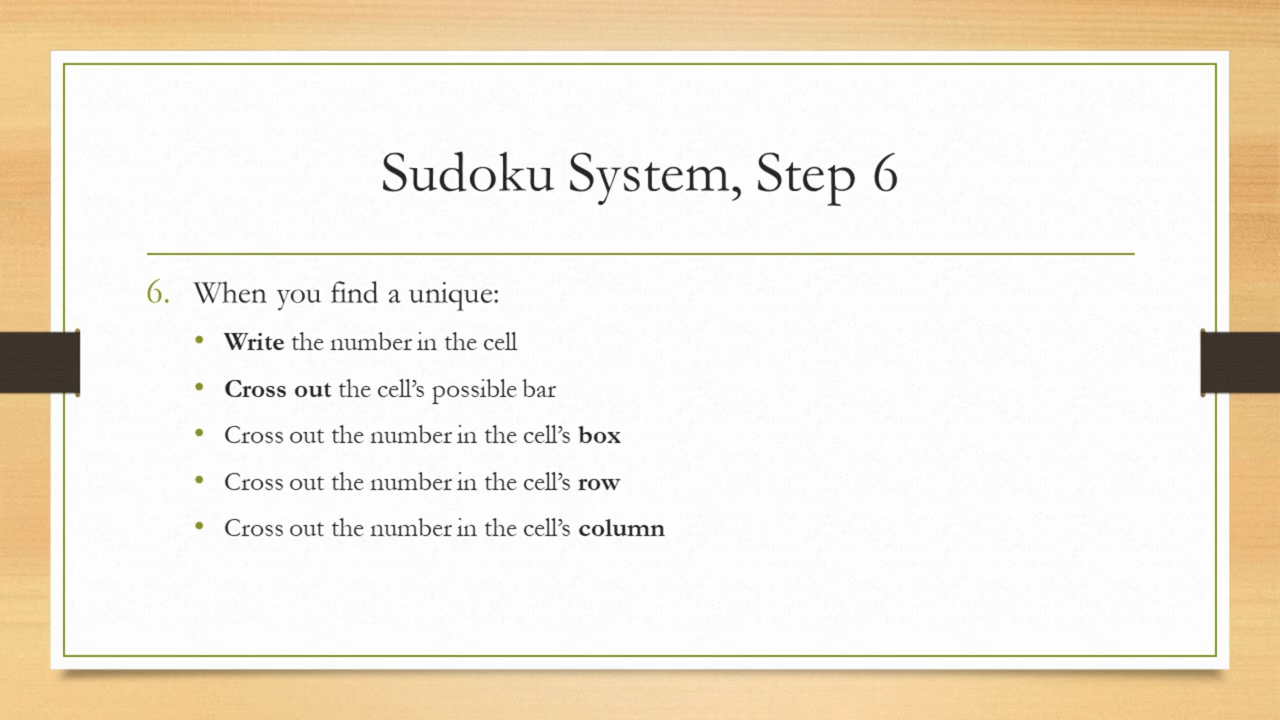 Sudoku System, Step 6
6. When you find a unique:
• Write the number in the cell
• Cross out the cell’s possible bar
• Cross out the number in the cell’s box
• Cross out the number in the cell’s row
• Cross out the number in the cell’s column